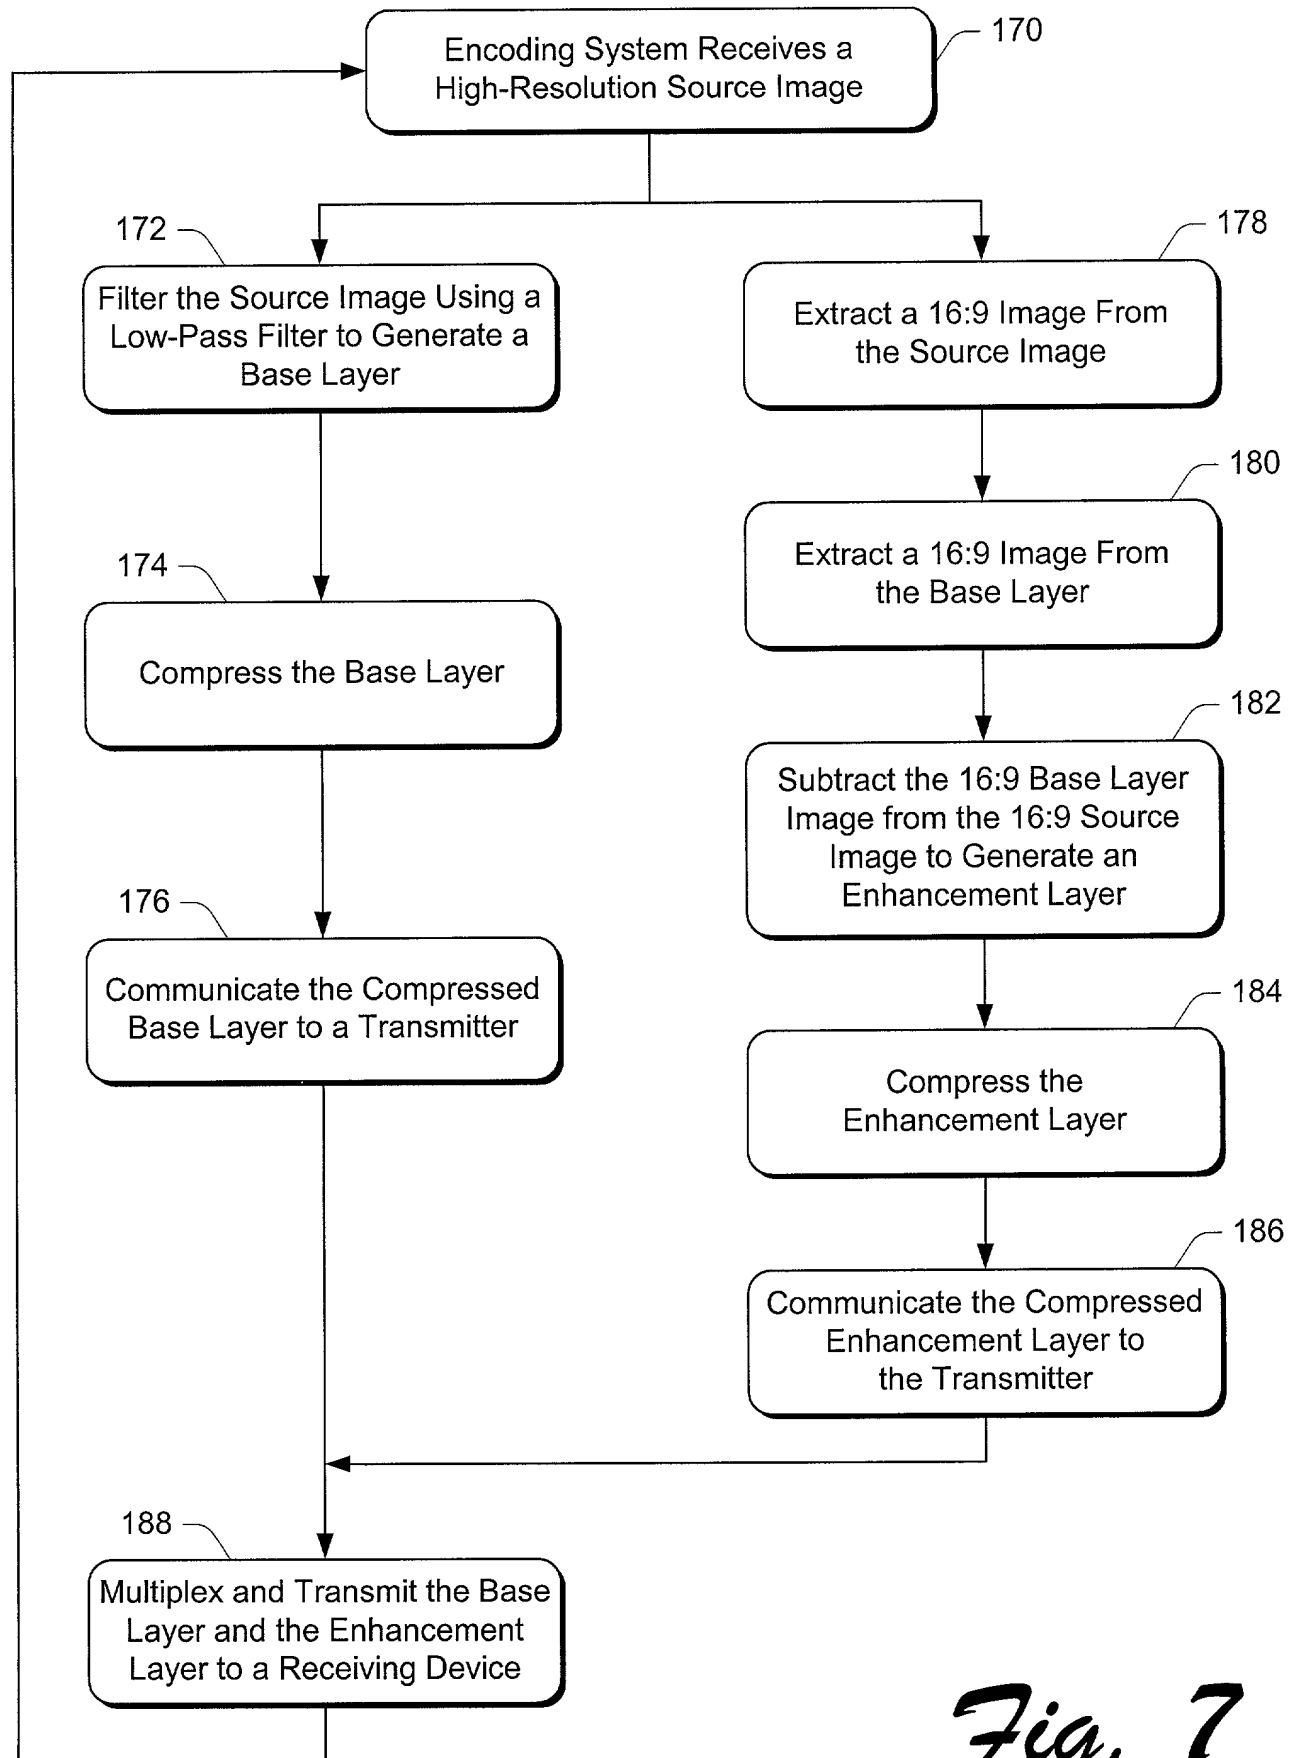 Encoding System Receives a
High-Resolution Source Image
170
172
Filter the Source Image Using a
Low-Pass Filter to Generate a
Base Layer
178
Extract a 16:9 Image From
the Source Image
180
Extract a 16:9 Image From
the Base Layer
174
Compress the Base Layer
182
Subtract the 16:9 Base Layer
Image from the 16:9 Source
Image to Generate an
Enhancement Layer
176
Communicate the Compressed
Base Layer to a Transmitter
184
Compress the
Enhancement Layer
186
Communicate the Compressed
Enhancement Layer to
the Transmitter
188
Multiplex and Transmit the Base
Layer and the Enhancement
Layer to a Receiving Device
Fig. 7